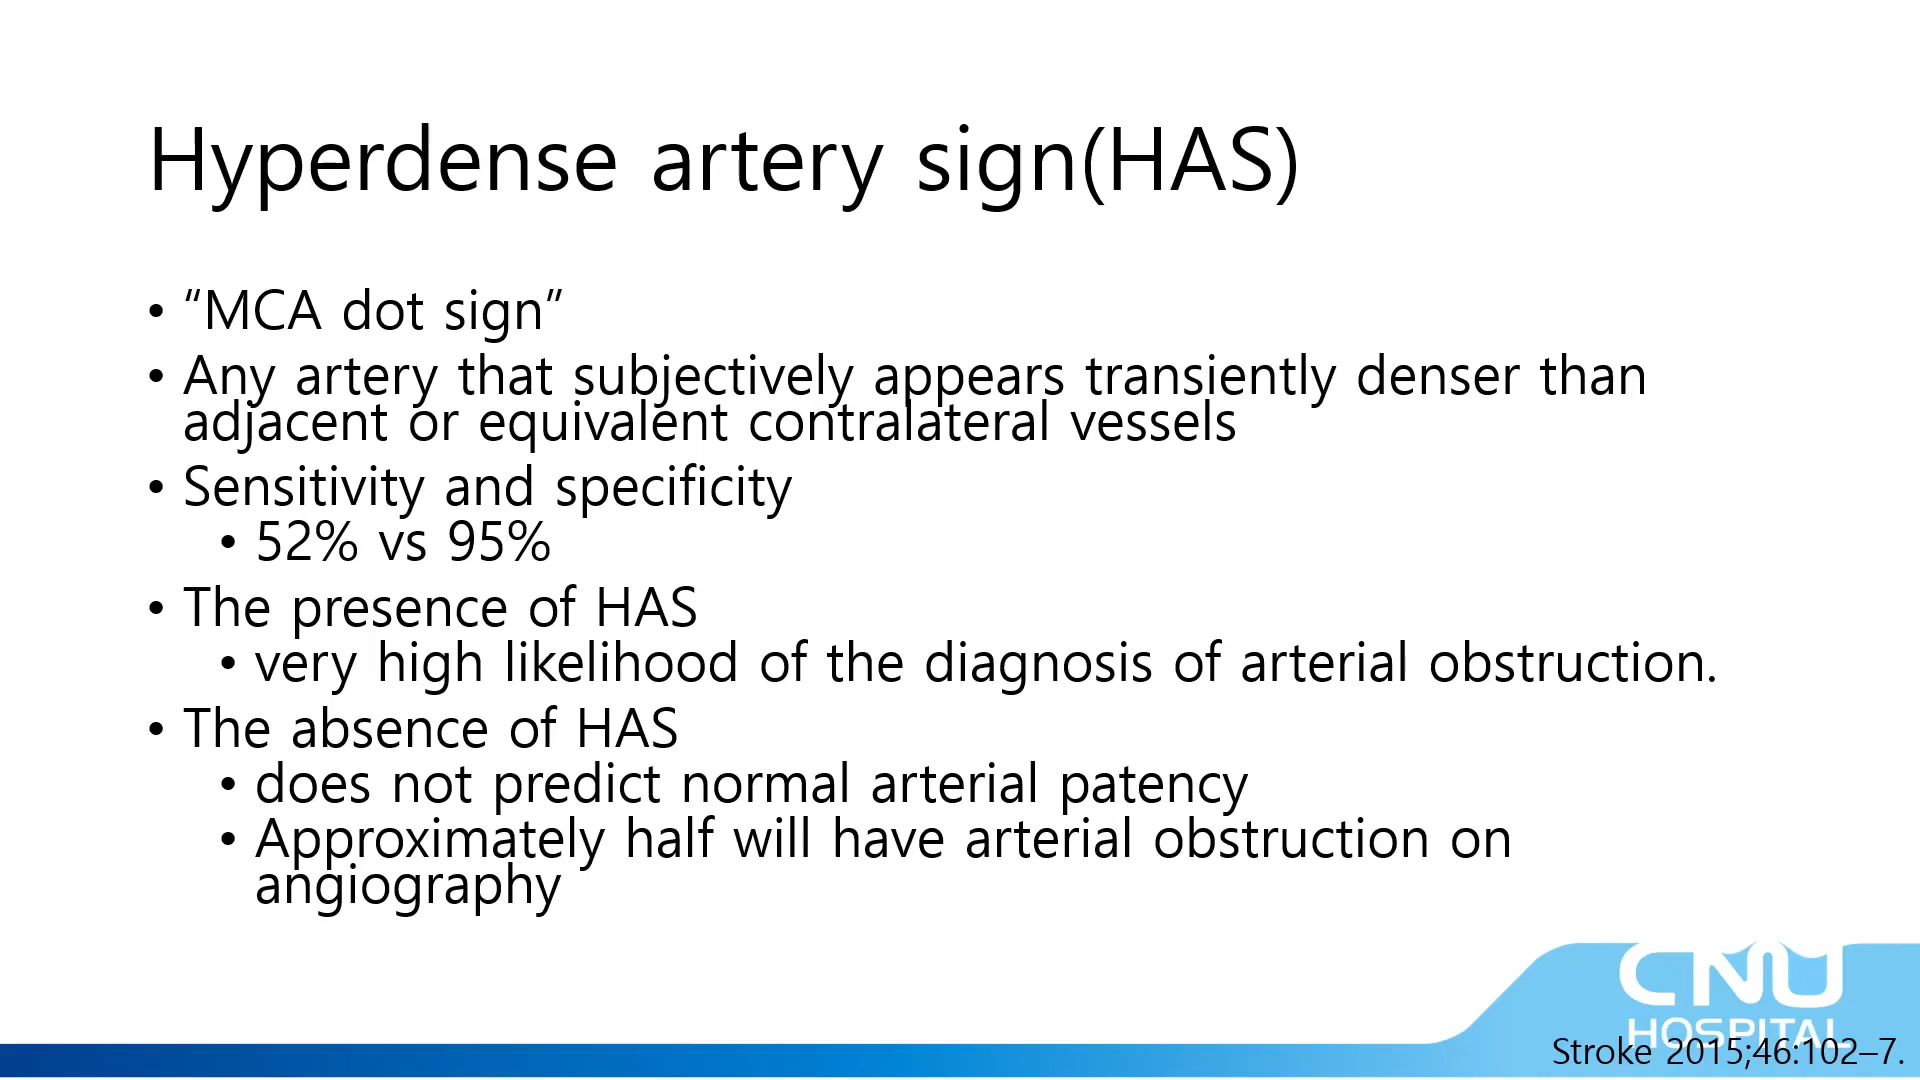 Hyperdense artery sign(HAS)
• “MCA dot sign”
• Any artery that subjectively appears transiently denser than
adjacent or equivalent contralateral vessels
• Sensitivity and specificity
• 52% vs 95%
• The presence of HAS
• very high likelihood of the diagnosis of arterial obstruction.
• The absence of HAS
• does not predict normal arterial patency
• Approximately half will have arterial obstruction on
angiography
CNU
HOSPITAL
Stroke 2015;46:102–7.